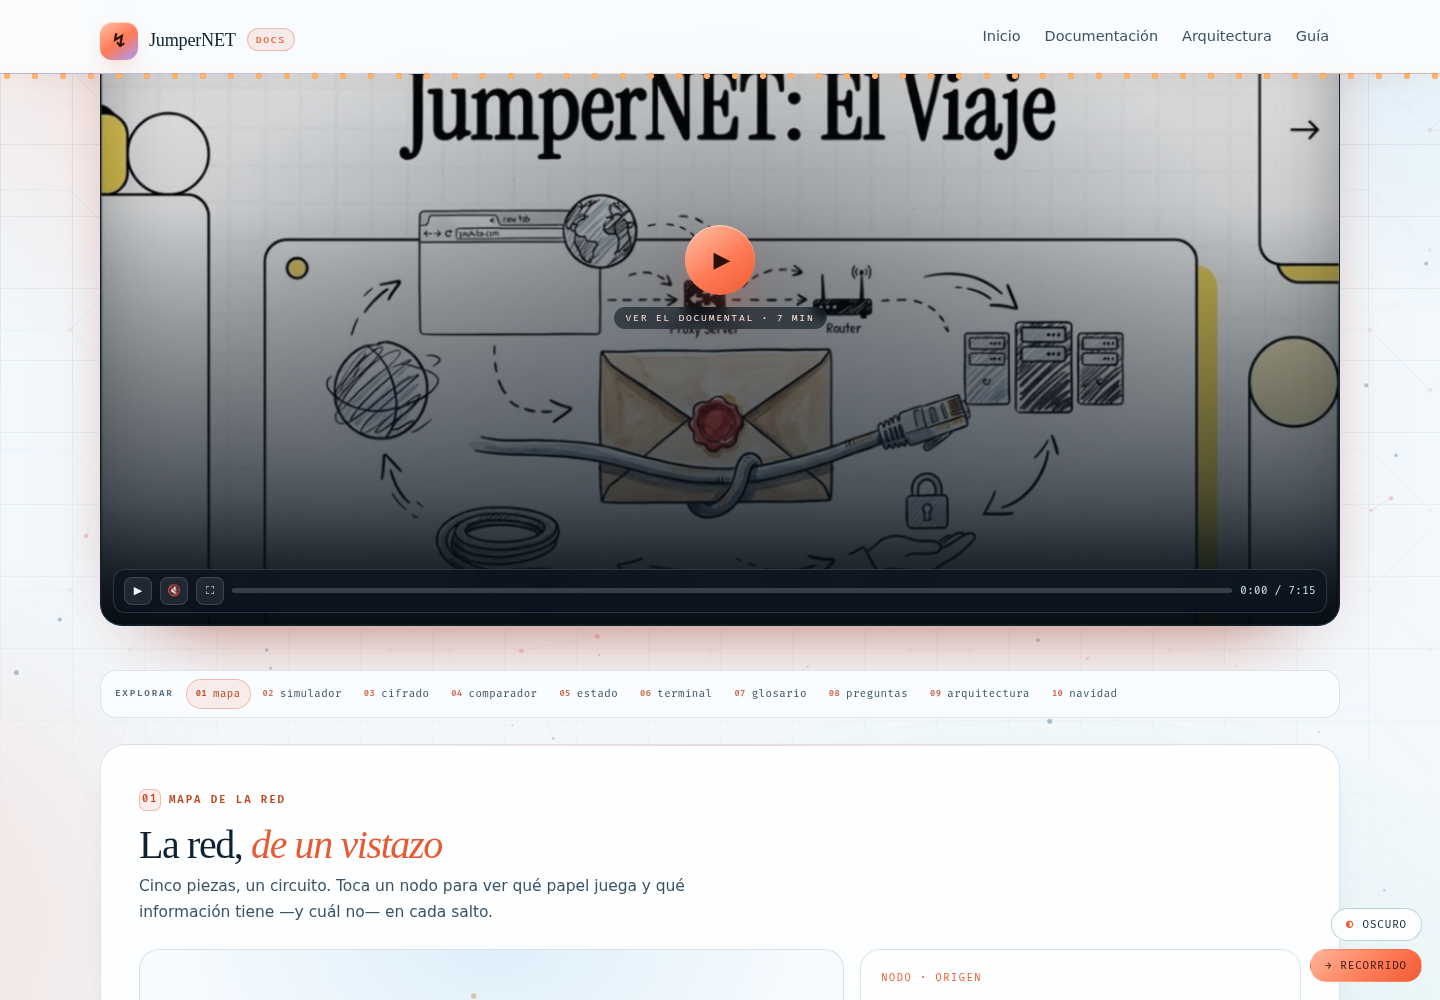 ↯ JumperNET DOCS
Inicio Documentación Arquitectura Guía
JumperNET: El Viaje
new tab
VER EL DOCUMENTAL · 7 MIN
Proxy Server
Router
0:00 / 7:15
EXPLORAR 01 mapa 02 simulador 03 cifrado 04 comparador 05 estado 06 terminal 07 glosario 08 preguntas 09 arquitectura 10 navidad
01 MAPA DE LA RED
La red, de un vistazo
Cinco piezas, un circuito. Toca un nodo para ver qué papel juega y qué
información tiene —y cuál no— en cada salto.
NODO · ORIGEN
◐ OSCURO
→ RECORRIDO